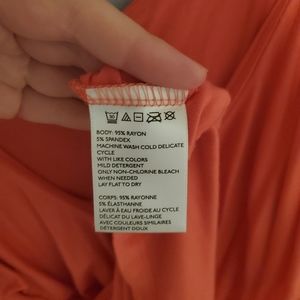 BODY: 95% RAYON
5% SPANDEX
MACHINE WASH COLD DELICATE
CYCLE
WITH LIKE COLORS
MILD DETERGENT
ONLY NON-CHLORINE BLEACH
WHEN NEEDED
LAY FLAT TO DRY
CORPS: 95% RAYONNE
5% ÉLASTHANNE
LAVER À EAU FROIDE AU CYCLE
DÉLICAT DU LAVE-LINGE
AVEC COULEURS SIMILAIRES
DÉTERGENT DOUX